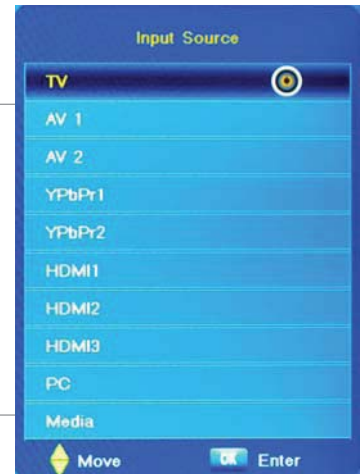 Input Source
TV
AV 1
AV 2
YPbPr1
YPbPr2
HDMI1
HDMI2
HDMI3
PC
Media
Move OK Enter